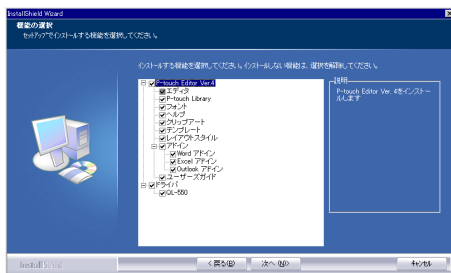 InstallShield Wizard
機能の選択
セットアップでインストールする機能を選択してください。
インストールする機能を選択してください。インストールしない機能は、選択を解除してください。
P-touch Editor Ver.4
エディタ
P-touch Library
フォント
ヘルプ
クリップアート
テンプレート
レイアウトスタイル
アドイン
Word アドイン
Excel アドイン
Outlook アドイン
ユーザーズガイド
ドライバ
QL-550
説明
P-touch Editor Ver. 4をインストー
ルします
InstallShield
< 戻る(B)
次へ (N)>
キャンセル